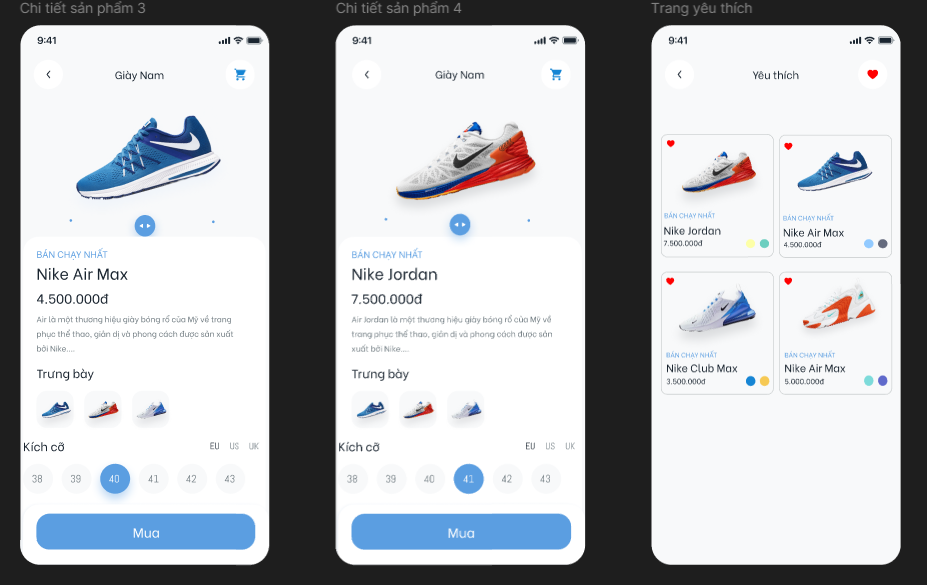 Chi tiết sản phẩm 3
9:41
Giày Nam
BÁN CHẠY NHẤT
Nike Air Max
4.500.000đ
Air là một thương hiệu giày bóng rổ của Mỹ về trang
phục thể thao, giản dị và phong cách được sản xuất
bởi Nike....
Trưng bày
Kích cỡ EU US UK
38 39 40 41 42 43
Mua
Chi tiết sản phẩm 4
9:41
Giày Nam
BÁN CHẠY NHẤT
Nike Jordan
7.500.000đ
Air Jordan là một thương hiệu giày bóng rổ của Mỹ về
trang phục thể thao, giản dị và phong cách được sản
xuất bởi Nike....
Trưng bày
Kích cỡ EU US UK
38 39 40 41 42 43
Mua
Trang yêu thích
9:41
Yêu thích
BÁN CHẠY NHẤT
Nike Jordan
7.500.000đ
BÁN CHẠY NHẤT
Nike Air Max
4.500.000đ
BÁN CHẠY NHẤT
Nike Club Max
3.500.000đ
BÁN CHẠY NHẤT
Nike Air Max
5.000.000đ